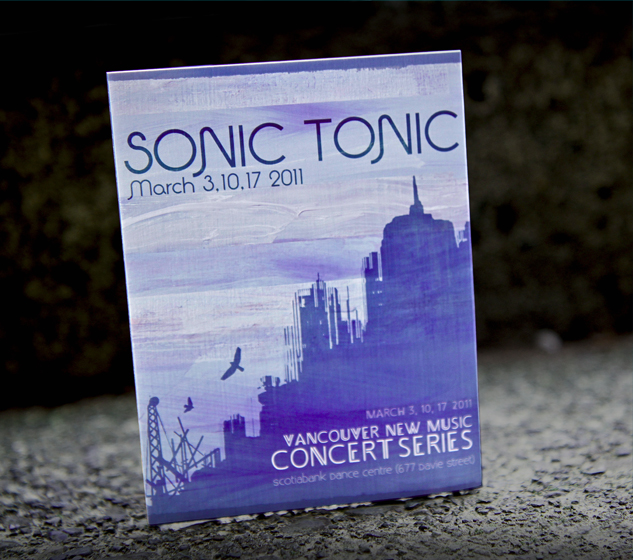 SONIC TONIC
March 3,10,17 2011
MARCH 3, 10, 17 2011
VANCOUVER NEW MUSIC
CONCERT SERIES
scotiabank dance centre (677 davie street)